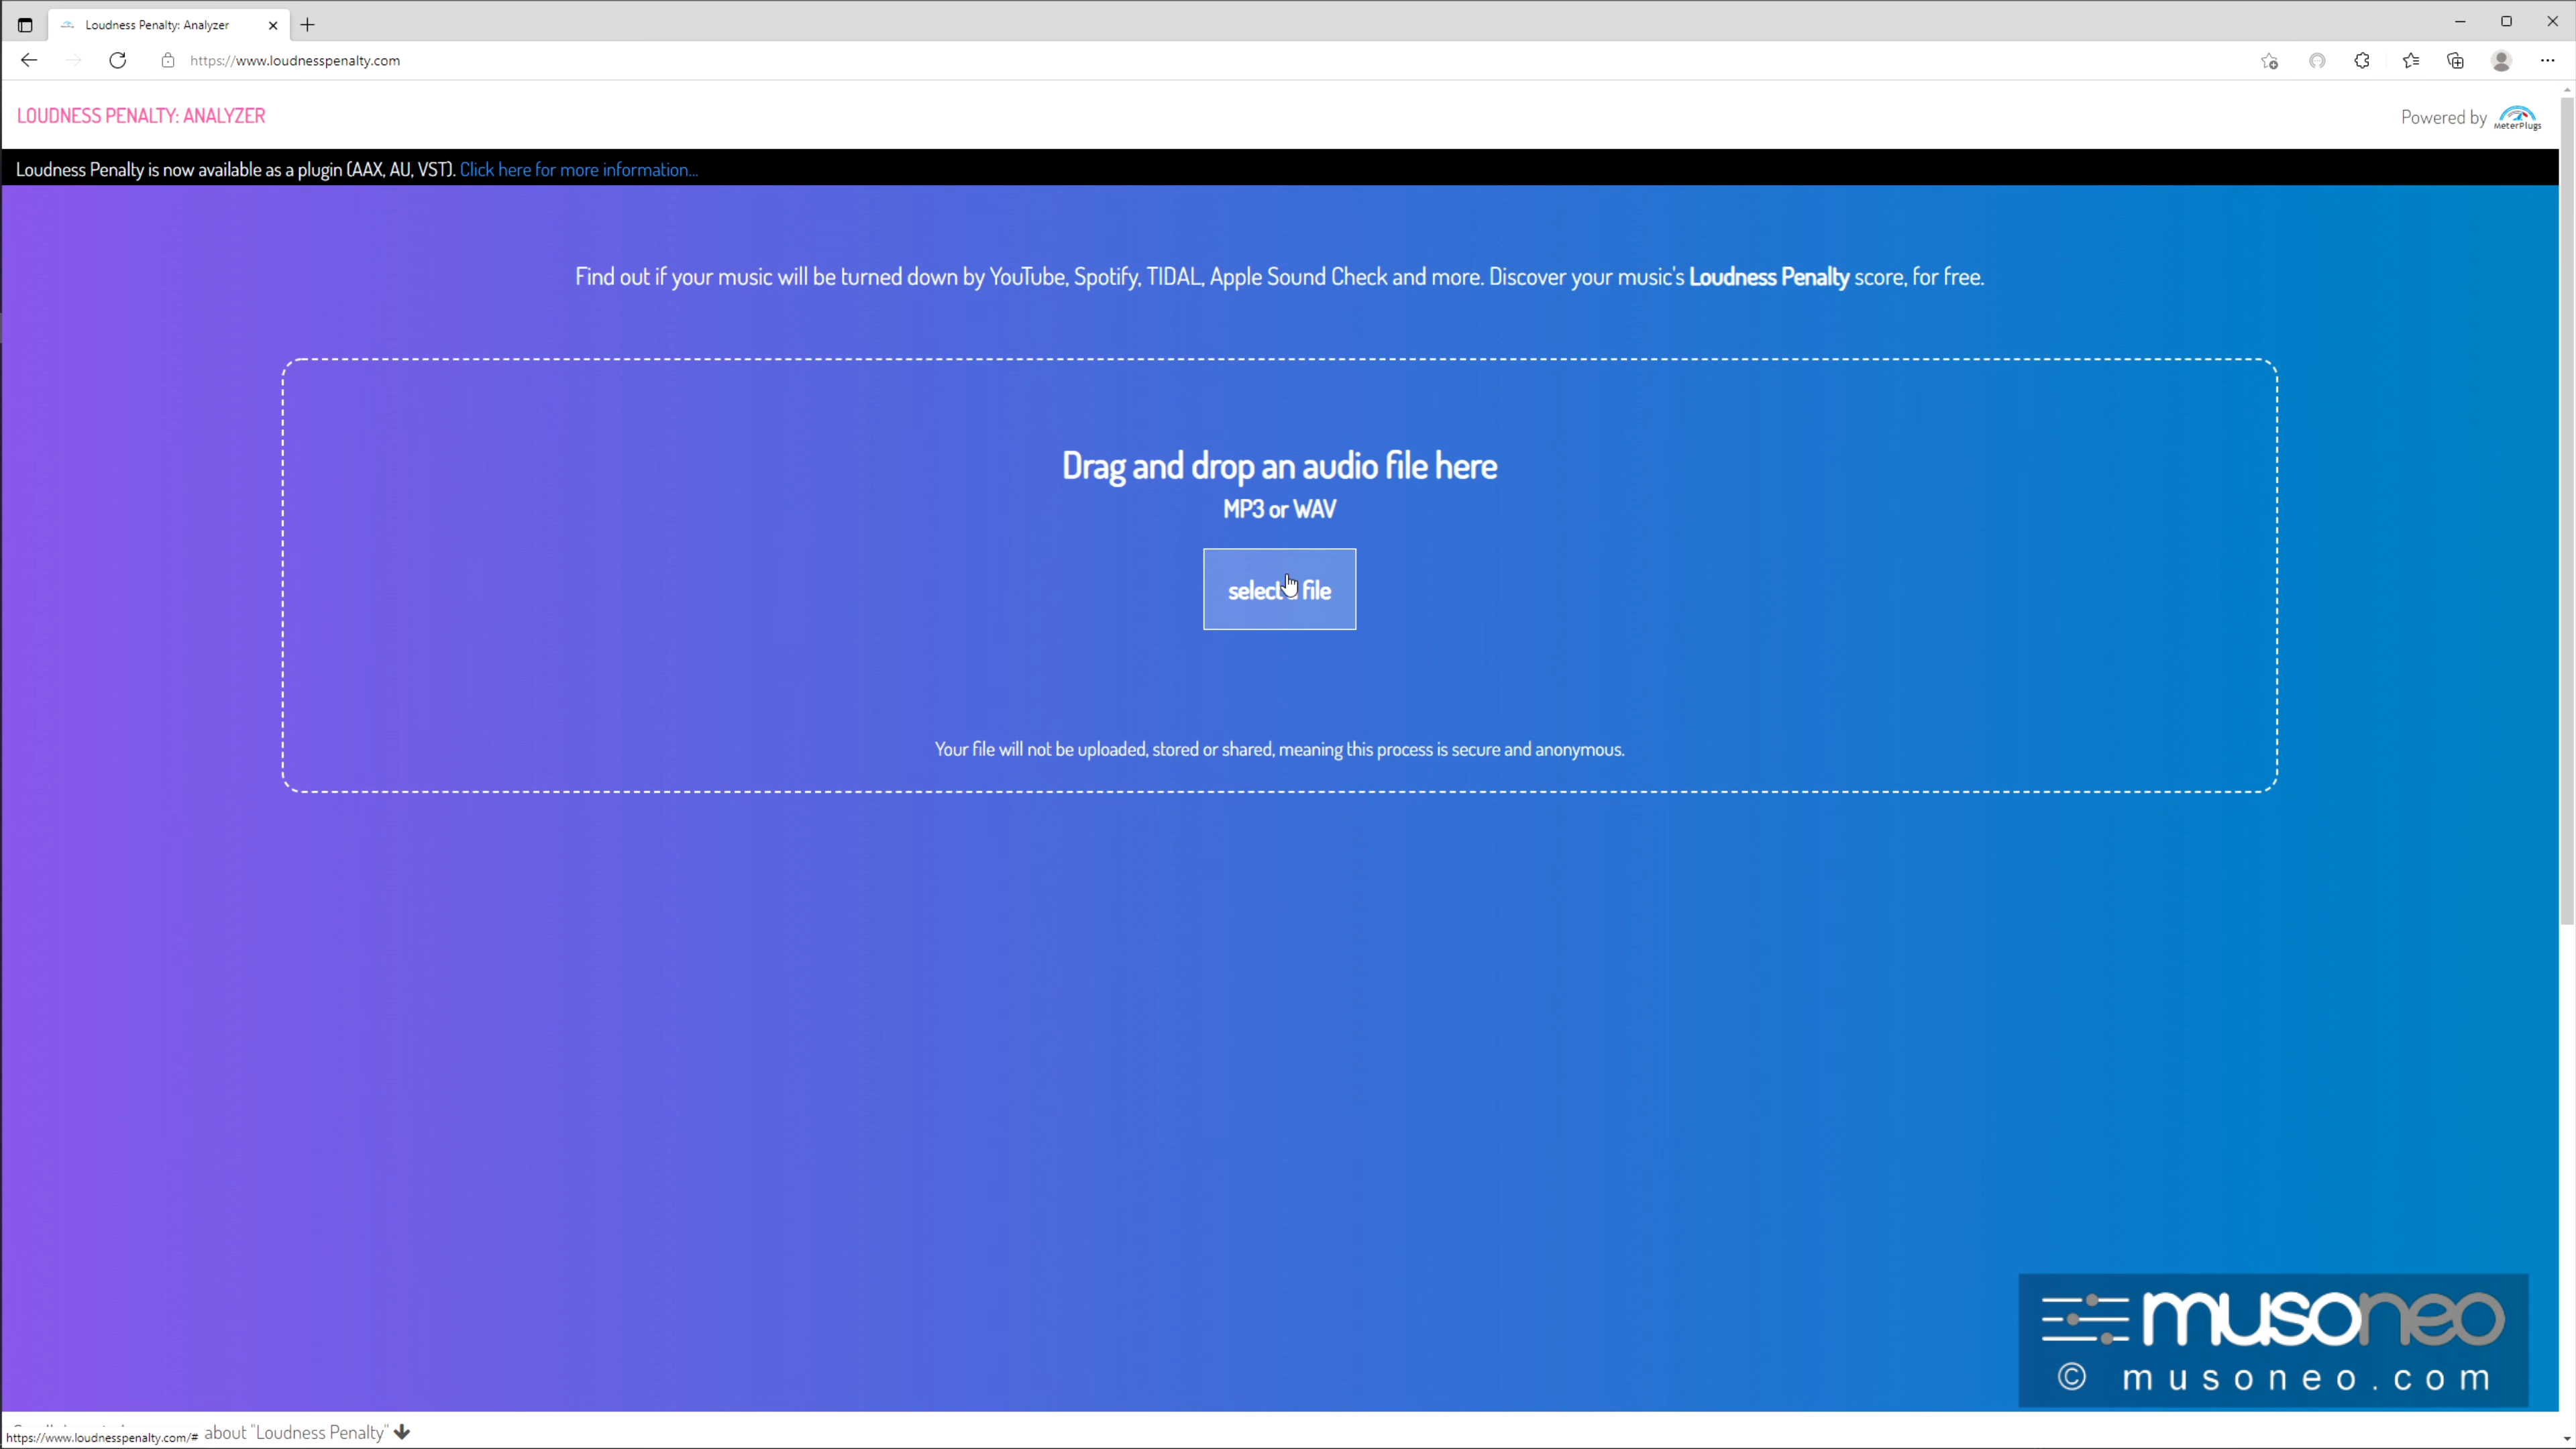 Loudness Penalty: Analyzer
https://www.loudnesspenalty.com
LOUDNESS PENALTY: ANALYZER
Powered by MeterPlugs
Loudness Penalty is now available as a plugin (AAX, AU, VST). Click here for more information...
Find out if your music will be turned down by YouTube, Spotify, TIDAL, Apple Sound Check and more. Discover your music's Loudness Penalty score, for free.
Drag and drop an audio file here
MP3 or WAV
select file
Your file will not be uploaded, stored or shared, meaning this process is secure and anonymous.
musoneo
© musoneo.com
https://www.loudnesspenalty.com/# about "Loudness Penalty"